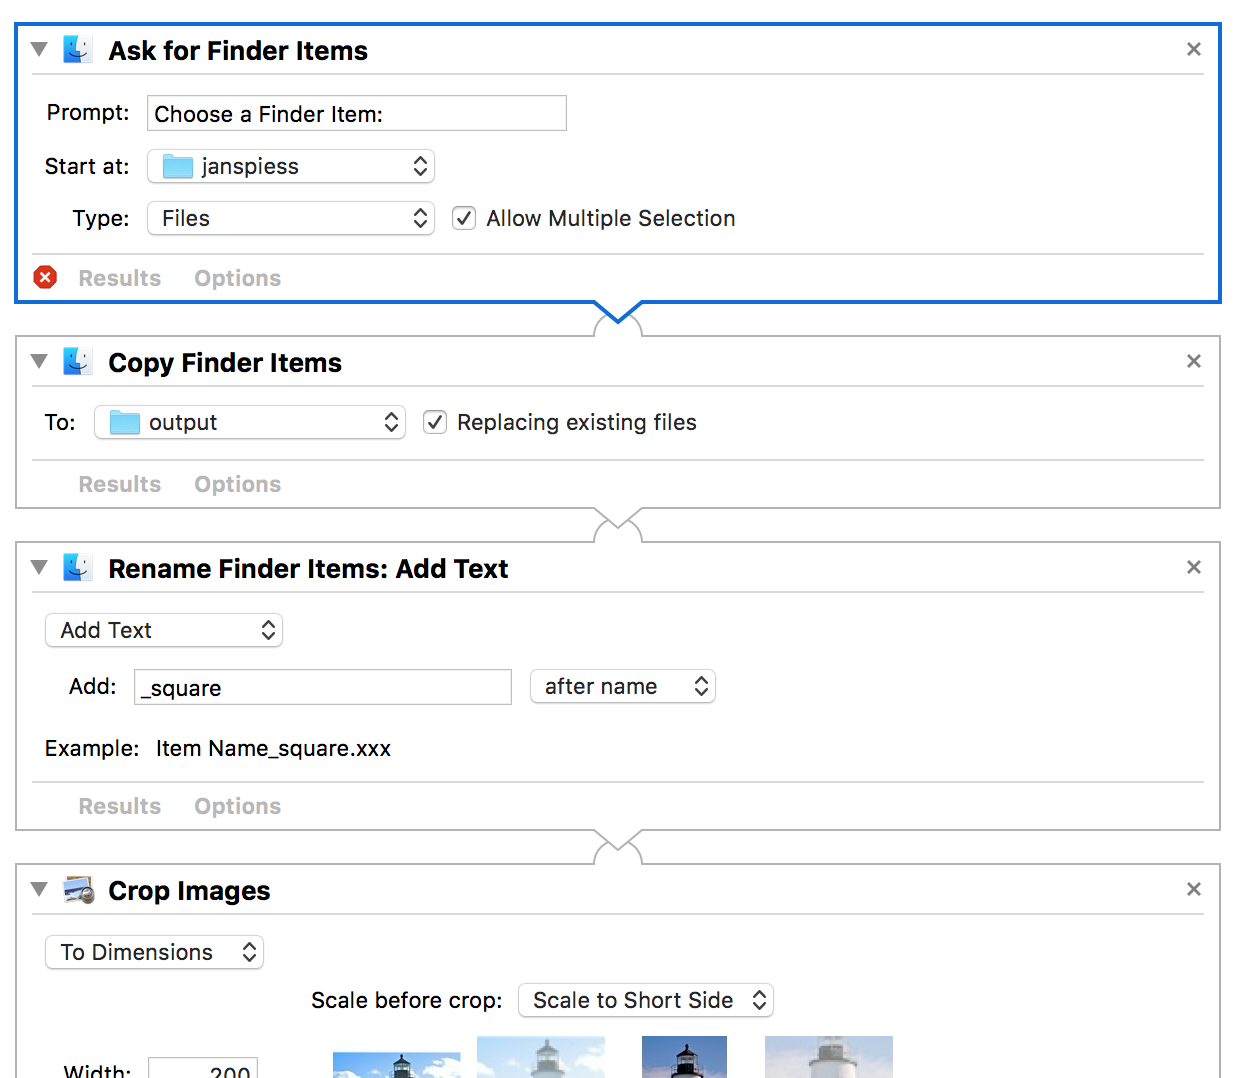 Ask for Finder Items
Prompt: Choose a Finder Item:
Start at: janspiess
Type: Files Allow Multiple Selection
Results Options
Copy Finder Items
To: output Replacing existing files
Results Options
Rename Finder Items: Add Text
Add Text
Add: _square after name
Example: Item Name_square.xxx
Results Options
Crop Images
To Dimensions
Scale before crop: Scale to Short Side
Width: 200